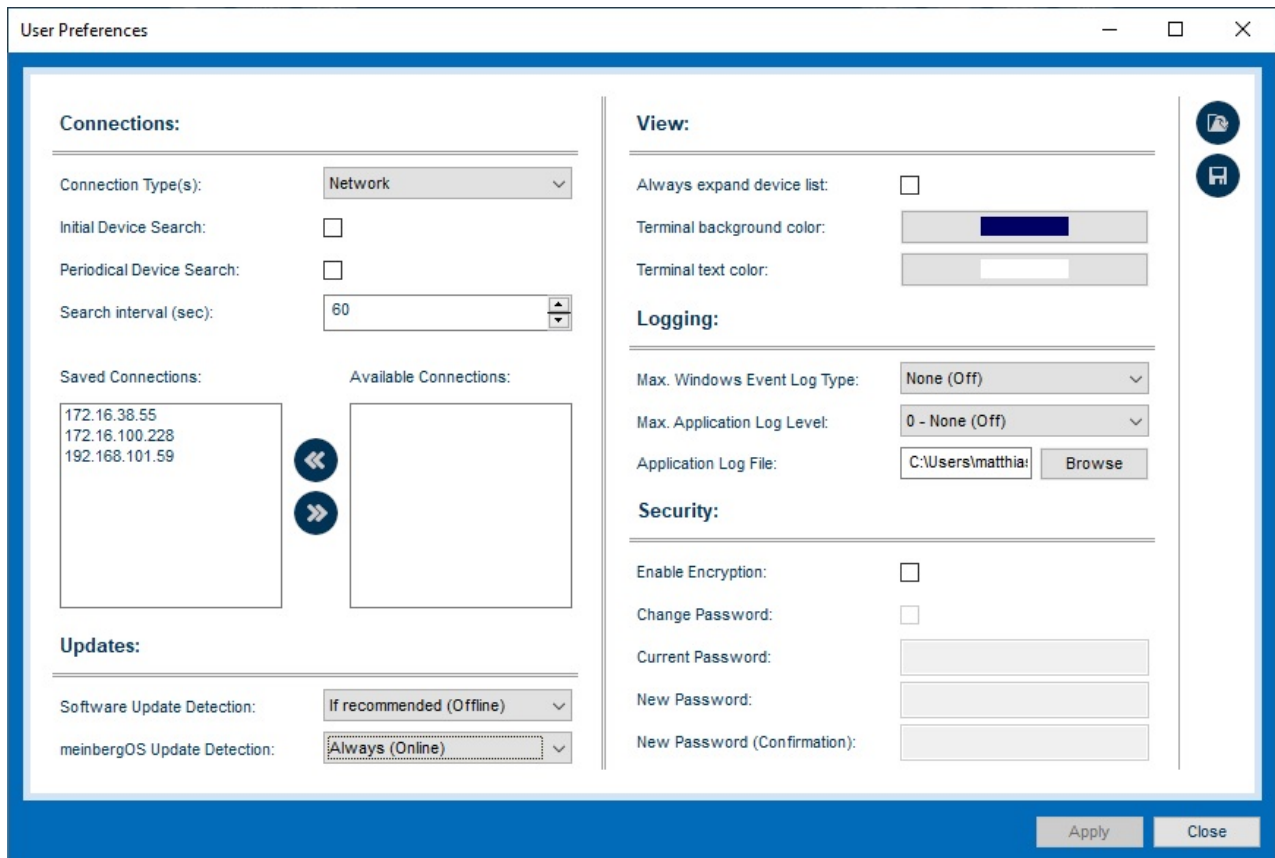 User Preferences
Connections:
Connection Type(s):
Network
Initial Device Search:
Periodical Device Search:
Search interval (sec):
60
Saved Connections:
Available Connections:
172.16.38.55
172.16.100.228
192.168.101.59
Updates:
Software Update Detection:
If recommended (Offline)
meinbergOS Update Detection:
Always (Online)
View:
Always expand device list:
Terminal background color:
Terminal text color:
Logging:
Max. Windows Event Log Type:
None (Off)
Max. Application Log Level:
0 - None (Off)
Application Log File:
C:\Users\matthias
Browse
Security:
Enable Encryption:
Change Password:
Current Password:
New Password:
New Password (Confirmation):
Apply
Close